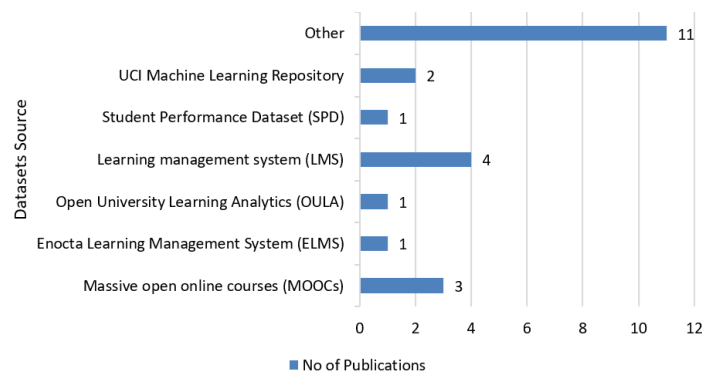 Datasets Source
Other
11
UCI Machine Learning Repository
2
Student Performance Dataset (SPD)
1
Learning management system (LMS)
4
Open University Learning Analytics (OULA)
1
Enocta Learning Management System (ELMS)
1
Massive open online courses (MOOCs)
3
0 2 4 6 8 10 12
No of Publications